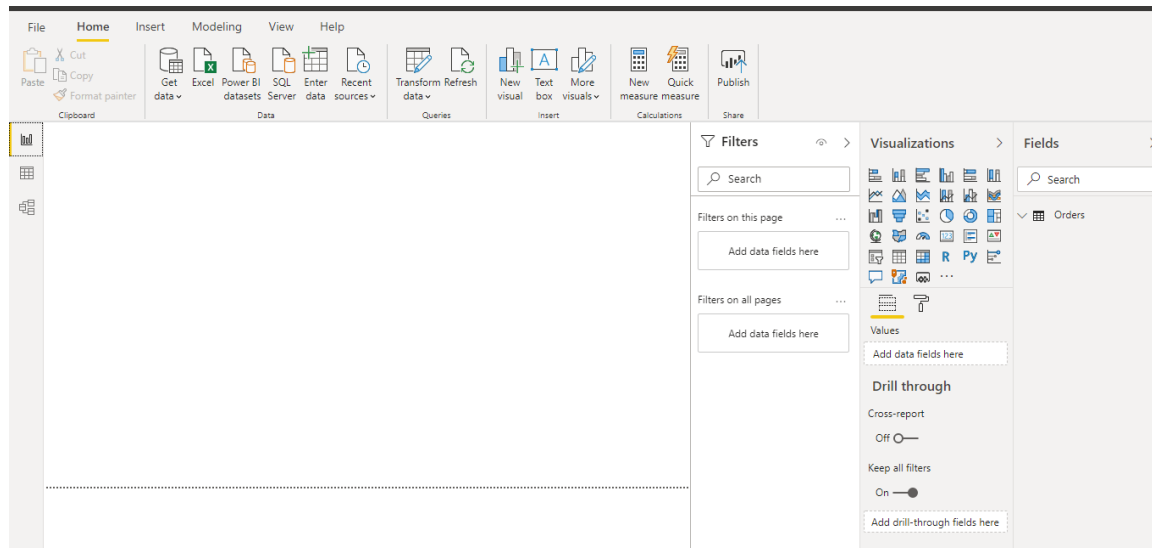 File Home Insert Modeling View Help
Paste
Cut
Copy
Format painter
Clipboard
Get data
Excel
Power BI datasets
SQL Server
Enter data
Recent sources
Data
Transform data
Refresh
Queries
New visual
Text box
More visuals
Insert
New measure
Quick measure
Calculations
Publish
Share
Filters
Search
Filters on this page ...
Add data fields here
Filters on all pages ...
Add data fields here
Visualizations
123
R Py
...
Values
Add data fields here
Drill through
Cross-report
Off
Keep all filters
On
Add drill-through fields here
Fields
Search
Orders